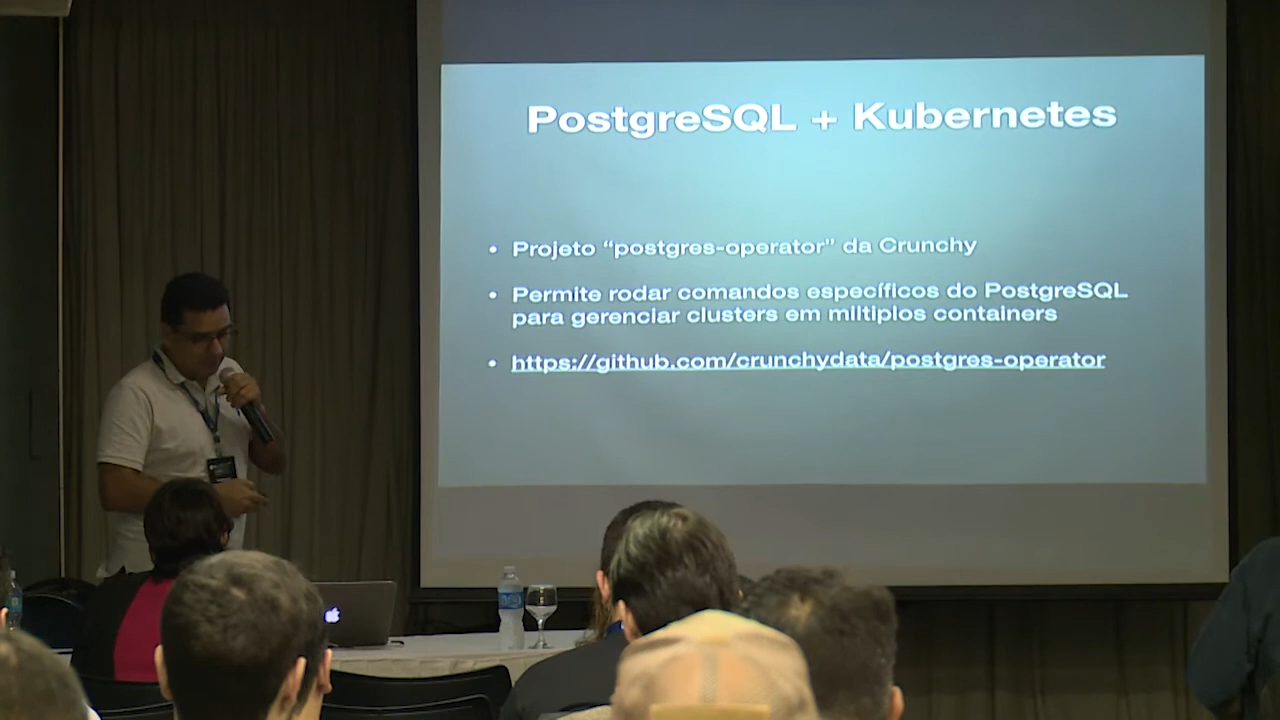 PostgreSQL + Kubernetes
• Projeto “postgres-operator” da Crunchy
• Permite rodar comandos específicos do PostgreSQL
para gerenciar clusters em miltiplos containers
• https://github.com/crunchydata/postgres-operator